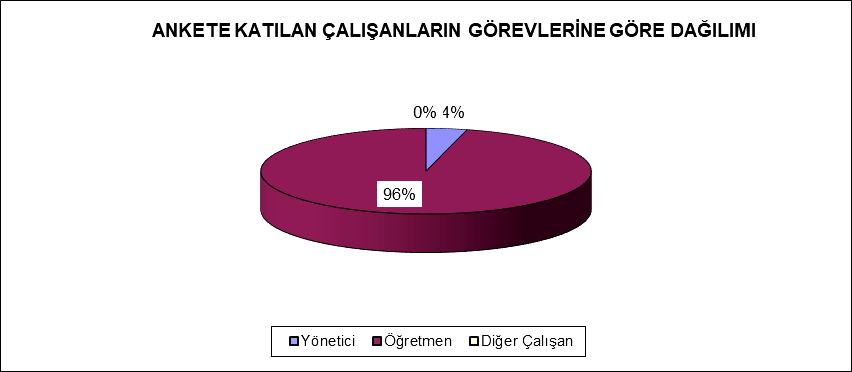 ANKETE KATILAN ÇALIŞANLARIN GÖREVLERİNE GÖRE DAĞILIMI
0% 4%
96%
Yönetici Öğretmen Diğer Çalışan